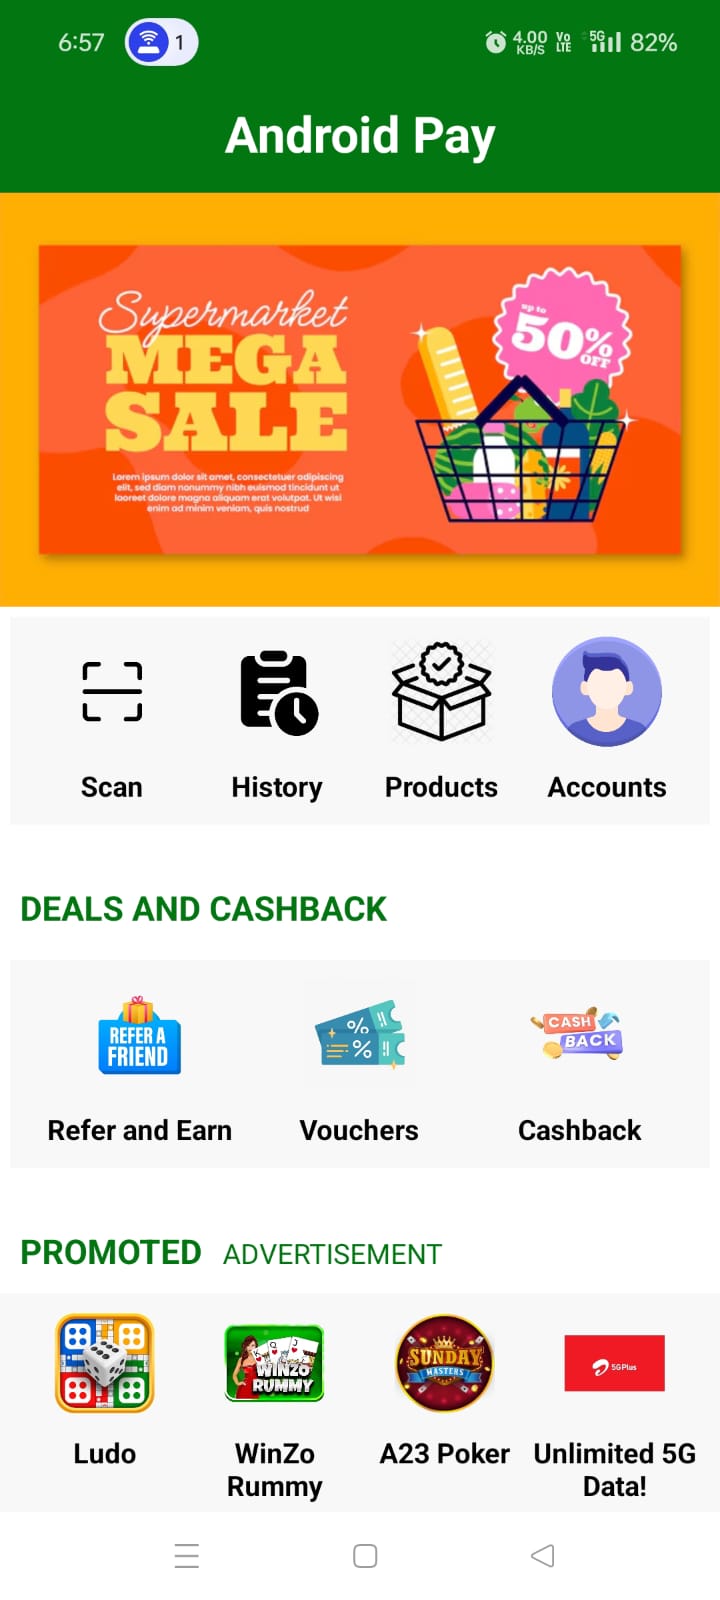 6:57 1 4.00 KB/S Vo LTE 5G 82%
Android Pay
Supermarket
MEGA
SALE
up to
50%
OFF
Lorem ipsum dolor sit amet, consectetuer adipiscing
elit, sed diam nonummy nibh euismod tincidunt ut
laoreet dolore magna aliquam erat volutpat. Ut wisi
enim ad minim veniam, quis nostrud
Scan History Products Accounts
DEALS AND CASHBACK
REFER A
FRIEND
% %
CASH
BACK
Refer and Earn Vouchers Cashback
PROMOTED ADVERTISEMENT
K Q J
WINZO
RUMMY
SUNDAY
MASTERS
5G Plus
Ludo WinZo Rummy A23 Poker Unlimited 5G Data!